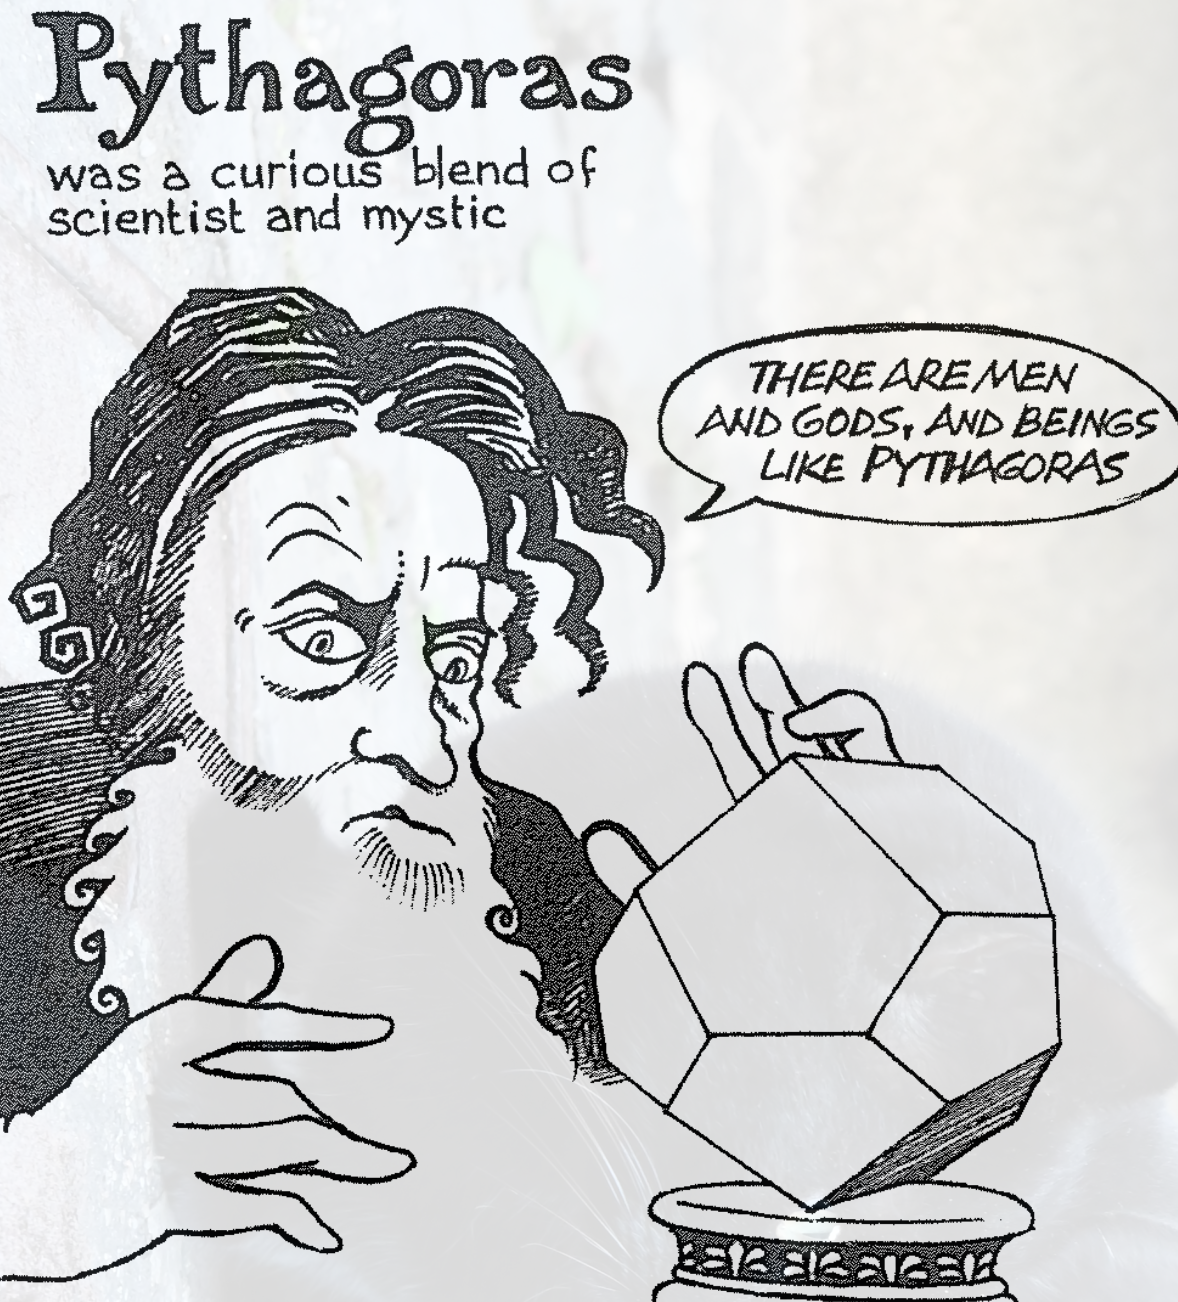 Pythagoras
was a curious blend of
scientist and mystic
THERE ARE MEN
AND GODS, AND BEINGS
LIKE PYTHAGORAS